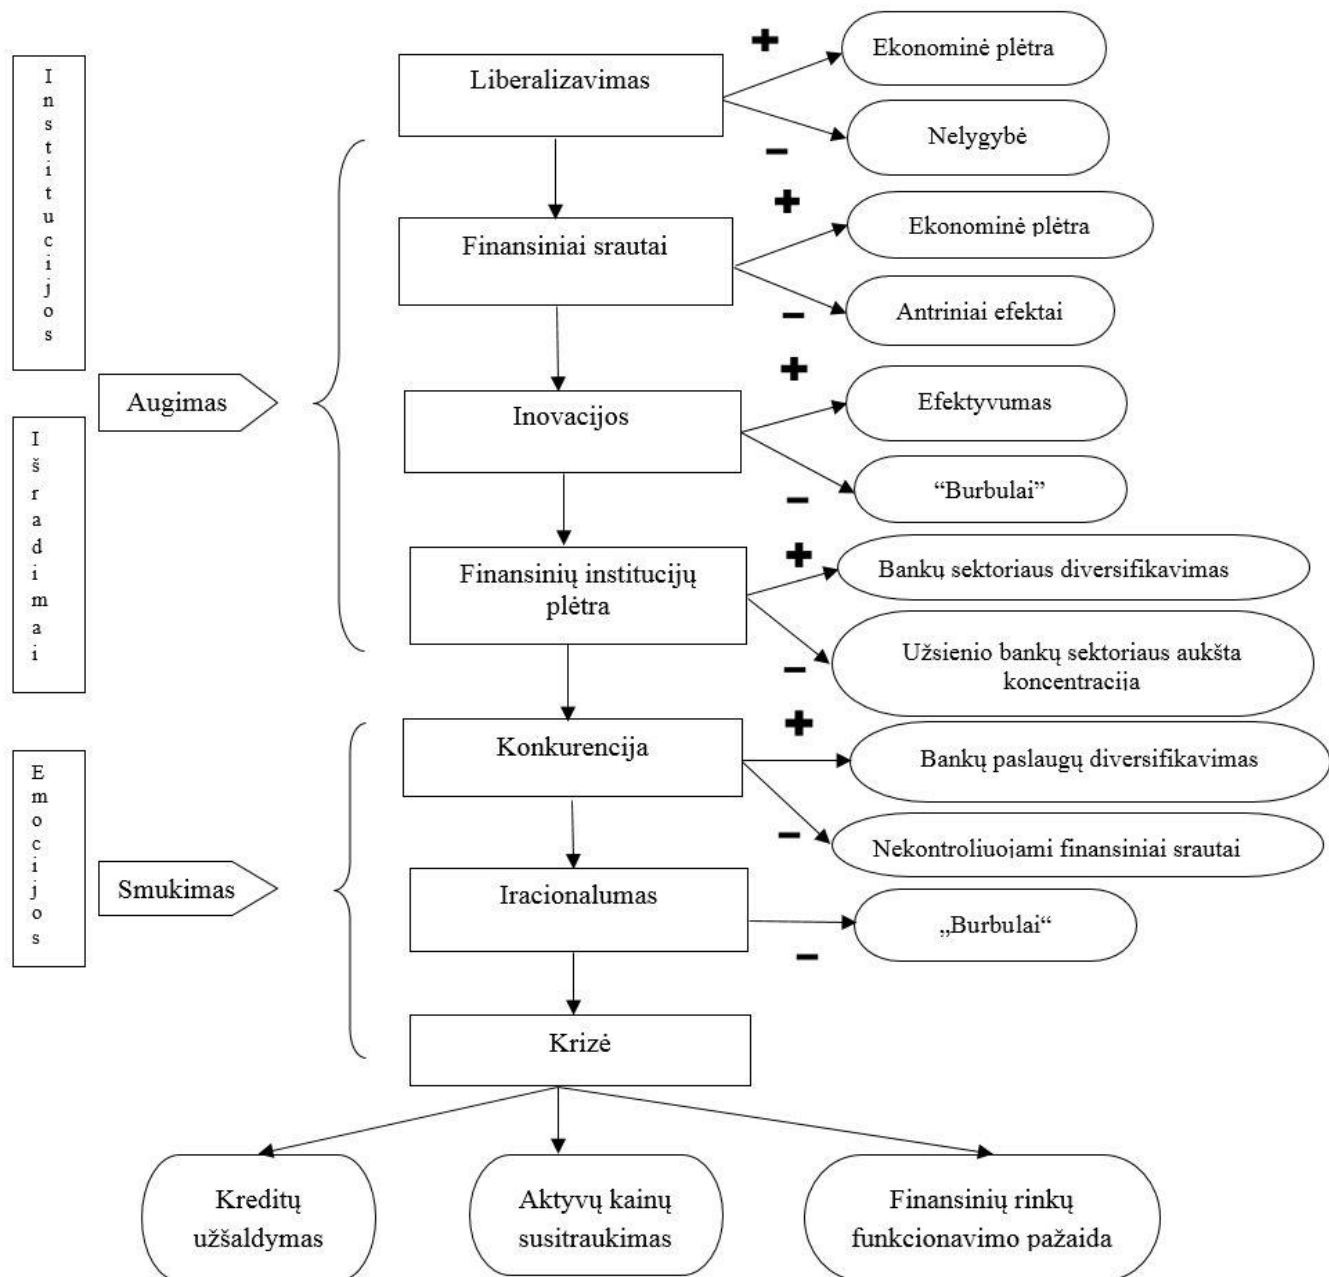 Institucijos
Išradimai
Emocijos
Augimas
Smukimas
Liberalizavimas
+
Ekonominė plėtra
–
Nelygybė
Finansiniai srautai
+
Ekonominė plėtra
–
Antriniai efektai
Inovacijos
+
Efektyvumas
–
“Burbulai”
Finansinių institucijų
plėtra
+
Bankų sektoriaus diversifikavimas
–
Užsienio bankų sektoriaus aukšta
koncentracija
Konkurencija
+
Bankų paslaugų diversifikavimas
–
Nekontroliuojami finansiniai srautai
Iracionalumas
–
„Burbulai“
Krizė
Kreditų
užšaldymas
Aktyvų kainų
susitraukimas
Finansinių rinkų
funkcionavimo pažaida